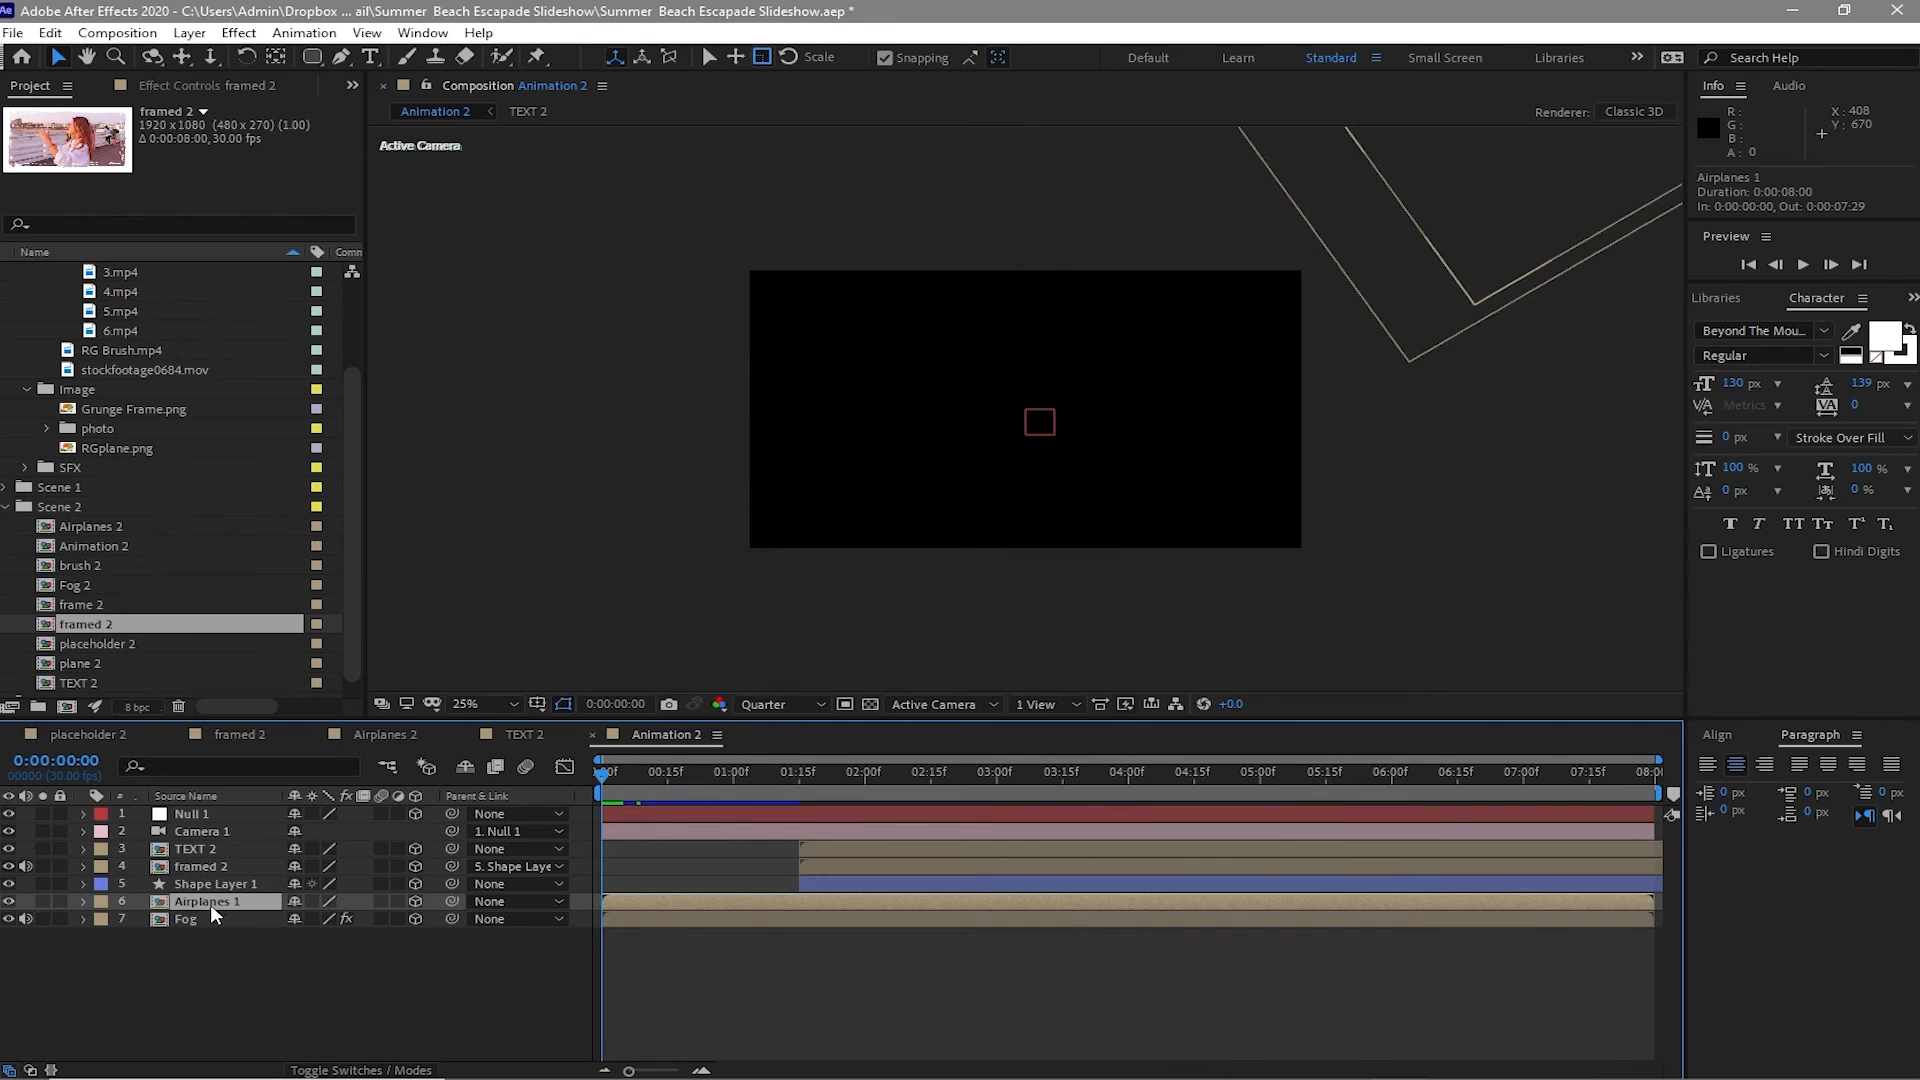 Ae Adobe After Effects 2020 - C:\Users\Admin\Dropbox ... ail\Summer  Beach Escapade Slideshow\Summer  Beach Escapade Slideshow.aep *
File Edit Composition Layer Effect Animation View Window Help
Scale Snapping Default Learn Standard Small Screen Libraries Search Help
Project Effect Controls framed 2 Composition Animation 2 Info Audio
framed 2
1920 x 1080 (480 x 270) (1.00)
Δ 0:00:08:00, 30.00 fps
Animation 2 TEXT 2 Renderer: Classic 3D
Active Camera
R: X: 408
G: Y: 670
B:
A: 0
Airplanes 1
Duration: 0:00:08:00
In: 0:00:00:00, Out: 0:00:07:29
Preview
Name Comm
3.mp4
4.mp4
5.mp4
6.mp4
RG Brush.mp4
stockfootage0684.mov
Image
Grunge Frame.png
photo
RGplane.png
SFX
Scene 1
Scene 2
Airplanes 2
Animation 2
brush 2
Fog 2
frame 2
framed 2
placeholder 2
plane 2
TEXT 2
8 bpc
Libraries Character
Beyond The Mou...
Regular
130 px 139 px
Metrics 0
0 px Stroke Over Fill
100 % 100 %
0 px 0 %
T T TT Tт T¹ T₁
Ligatures Hindi Digits
25% 0:00:00:00 Quarter Active Camera 1 View +0.0
placeholder 2 framed 2 Airplanes 2 TEXT 2 Animation 2
0:00:00:00
00000 (30.00 fps)
00f 00:15f 01:00f 01:15f 02:00f 02:15f 03:00f 03:15f 04:00f 04:15f 05:00f 05:15f 06:00f 06:15f 07:00f 07:15f 08:0
# Source Name fx Parent & Link
1 Null 1 None
2 Camera 1 1. Null 1
3 TEXT 2 None
4 framed 2 5. Shape Laye
5 Shape Layer 1 None
6 Airplanes 1 None
7 Fog fx None
Toggle Switches / Modes
Align Paragraph
0 px 0 px 0 px
0 px 0 px